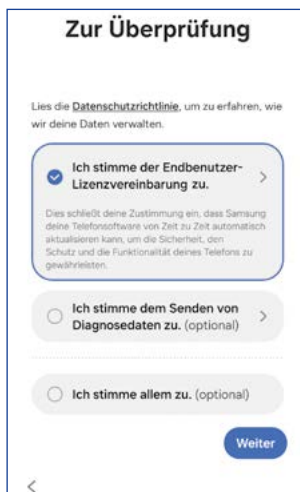 Zur Überprüfung
Lies die Datenschutzrichtlinie, um zu erfahren, wie
wir deine Daten verwalten.
Ich stimme der Endbenutzer-
Lizenzvereinbarung zu.
Dies schließt deine Zustimmung ein, dass Samsung
deine Telefonsoftware von Zeit zu Zeit automatisch
aktualisieren kann, um die Sicherheit, den
Schutz und die Funktionalität deines Telefons zu
gewährleisten.
Ich stimme dem Senden von
Diagnosedaten zu. (optional)
Ich stimme allem zu. (optional)
Weiter